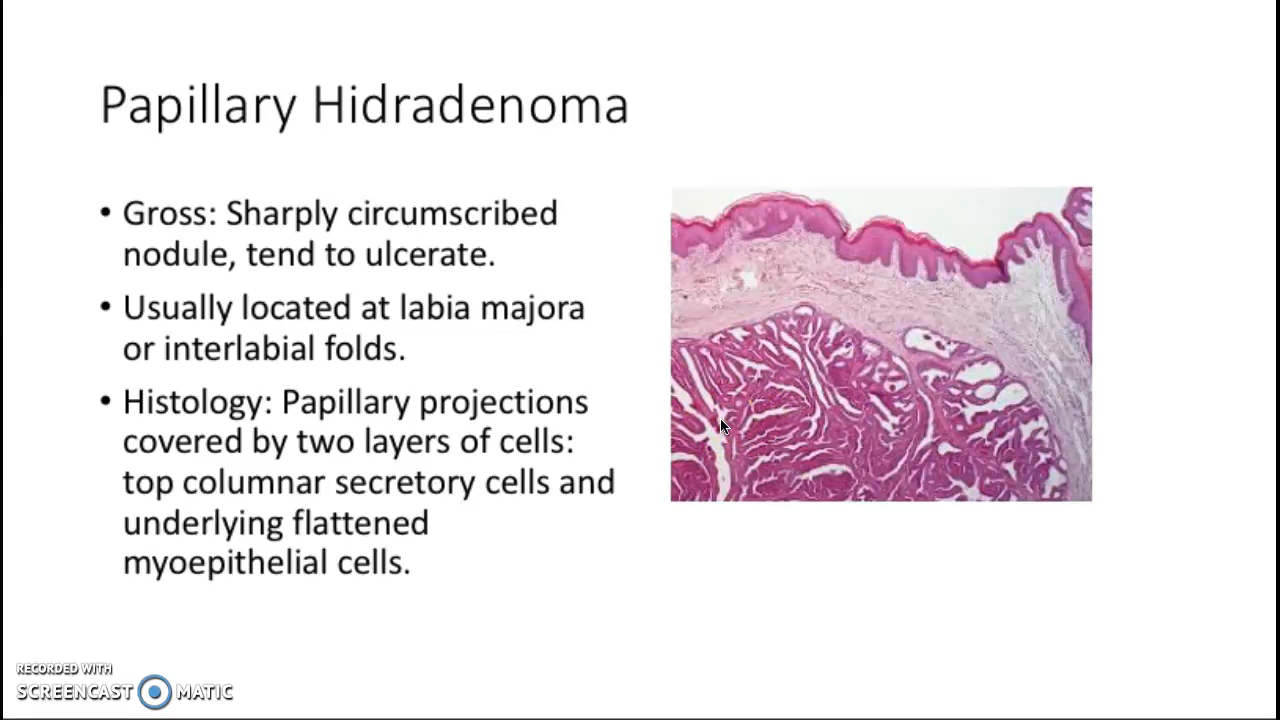 Papillary Hidradenoma
• Gross: Sharply circumscribed
nodule, tend to ulcerate.
• Usually located at labia majora
or interlabial folds.
• Histology: Papillary projections
covered by two layers of cells:
top columnar secretory cells and
underlying flattened
myoepithelial cells.
RECORDED WITH
SCREENCAST MATIC